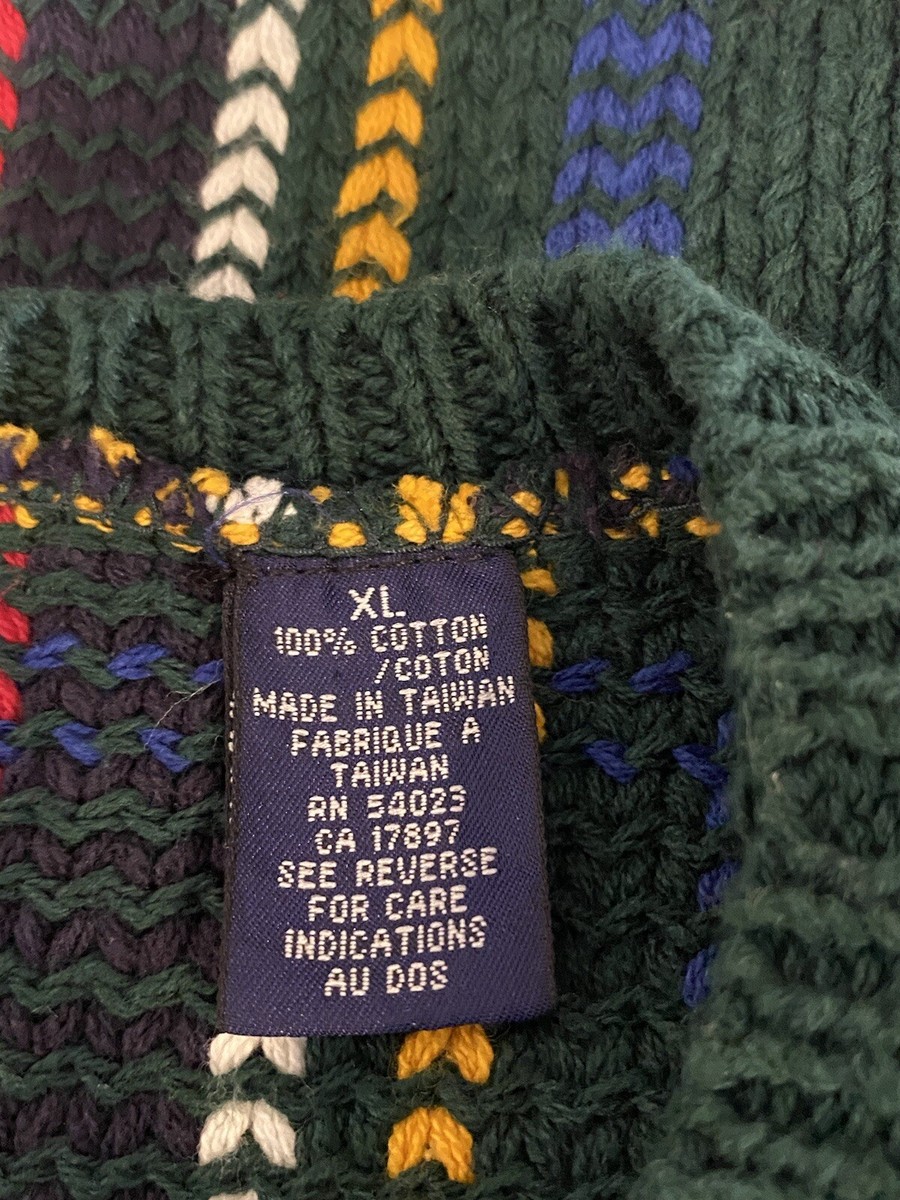 XL
100% COTTON
/COTON
MADE IN TAIWAN
FABRIQUE A
TAIWAN
RN 54023
CA 17897
SEE REVERSE
FOR CARE
INDICATIONS
AU DOS